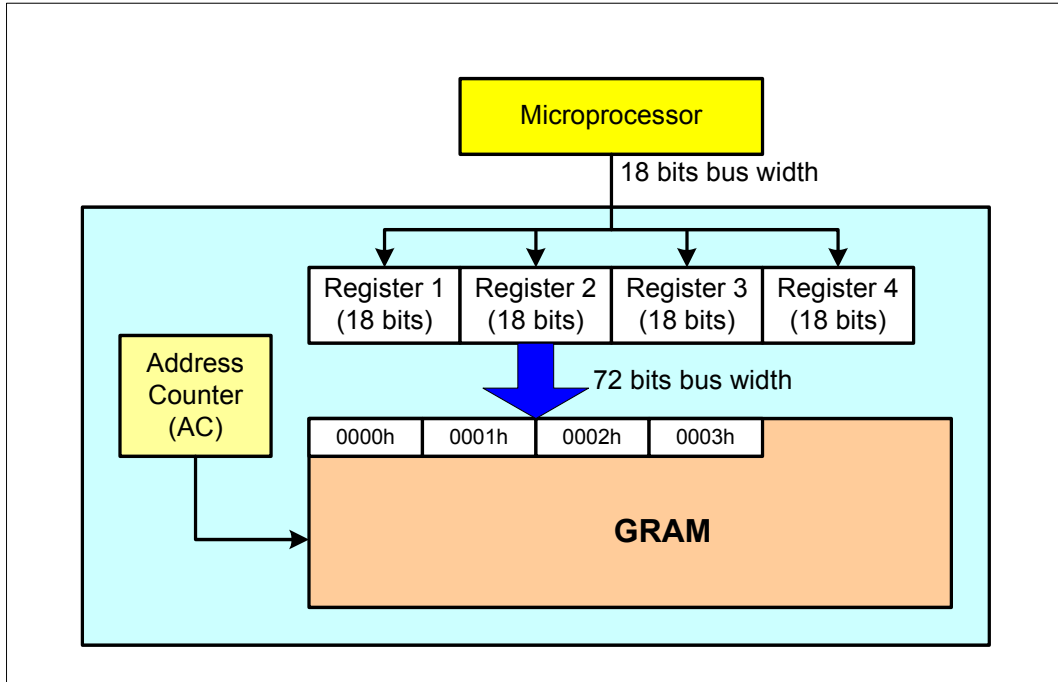 Microprocessor
18 bits bus width
Register 1
(18 bits)
Register 2
(18 bits)
Register 3
(18 bits)
Register 4
(18 bits)
Address
Counter
(AC)
72 bits bus width
0000h
0001h
0002h
0003h
GRAM